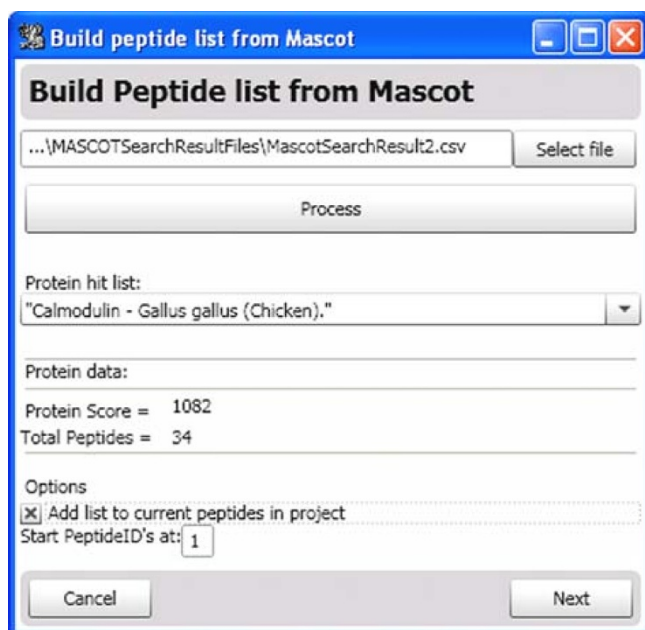 Build peptide list from Mascot
Build Peptide list from Mascot
...\MASCOTSearchResultFiles\MascotSearchResult2.csv Select file
Process
Protein hit list:
"Calmodulin - Gallus gallus (Chicken)."
Protein data:
Protein Score = 1082
Total Peptides = 34
Options
Add list to current peptides in project
Start PeptideID's at: 1
Cancel Next